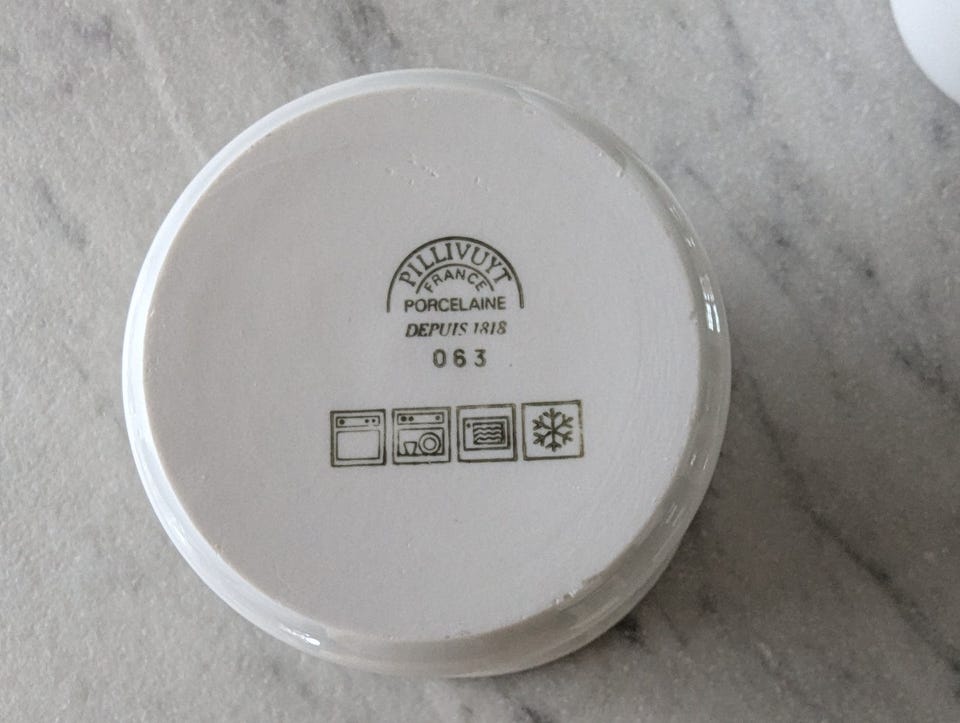 PILLIVUYT
FRANCE
PORCELAINE
DEPUIS 1818
063